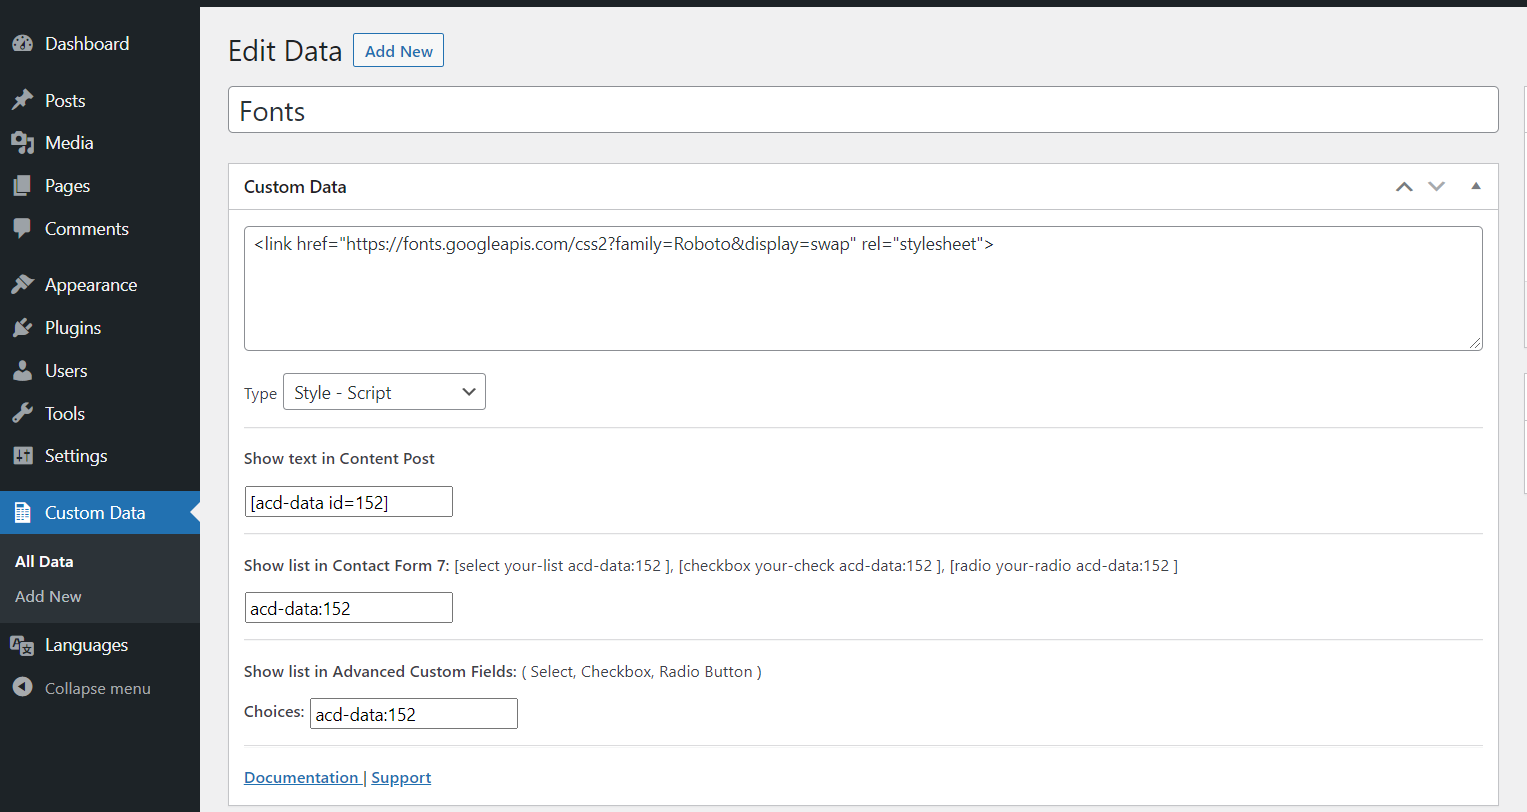 Dashboard
Posts
Media
Pages
Comments
Appearance
Plugins
Users
Tools
Settings
Custom Data
All Data
Add New
Languages
Collapse menu
Edit Data Add New
Fonts
Custom Data
<link href="https://fonts.googleapis.com/css2?family=Roboto&display=swap" rel="stylesheet">
Type Style - Script
Show text in Content Post
[acd-data id=152]
Show list in Contact Form 7: [select your-list acd-data:152 ], [checkbox your-check acd-data:152 ], [radio your-radio acd-data:152 ]
acd-data:152
Show list in Advanced Custom Fields: ( Select, Checkbox, Radio Button )
Choices: acd-data:152
Documentation | Support